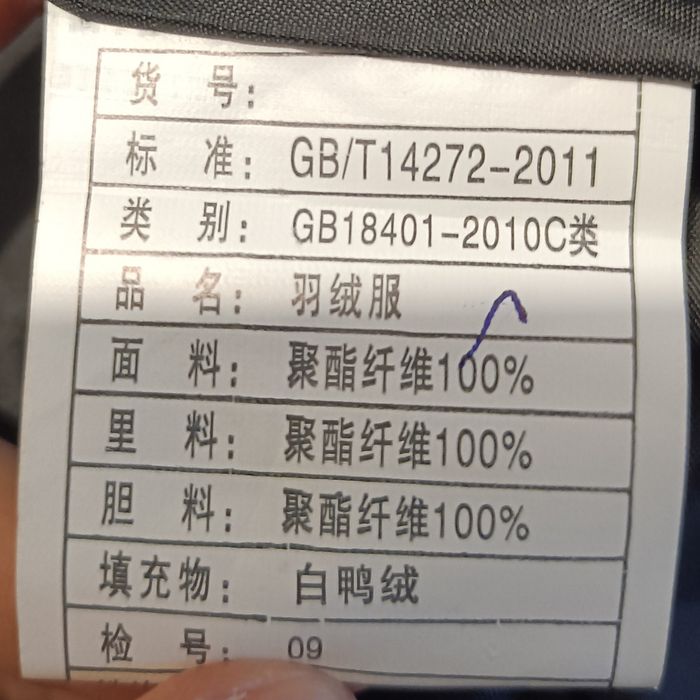 货 号：
标 准：GB/T14272-2011
类 别：GB18401-2010C类
品 名：羽绒服
面 料：聚酯纤维100%
里 料：聚酯纤维100%
胆 料：聚酯纤维100%
填充物：白鸭绒
检 号：09